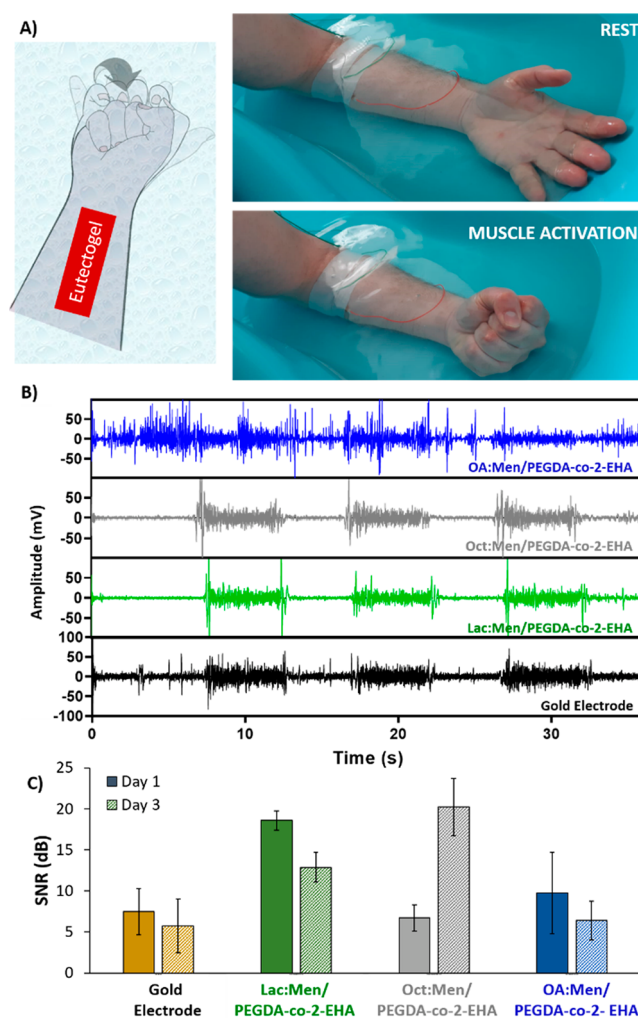 A)
Eutectogel
REST
MUSCLE ACTIVATION
B)
Amplitude (mV)
50
0
-50
OA:Men/PEGDA-co-2-EHA
50
0
-50
Oct:Men/PEGDA-co-2-EHA
50
0
-50
Lac:Men/PEGDA-co-2-EHA
100
50
0
-50
-100
Gold Electrode
0
10
20
30
Time (s)
C)
SNR (dB)
25
20
15
10
5
0
Day 1
Day 3
Gold
Electrode
Lac:Men/
PEGDA-co-2-EHA
Oct:Men/
PEGDA-co-2-EHA
OA:Men/
PEGDA-co-2- EHA